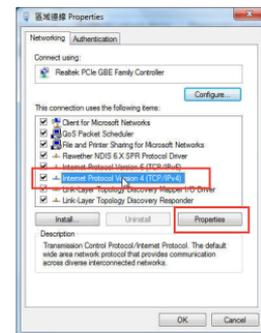 區域連線 Properties
Networking Authentication
Connect using:
Realtek PCIe GBE Family Controller
Configure...
This connection uses the following items:
Client for Microsoft Networks
QoS Packet Scheduler
File and Printer Sharing for Microsoft Networks
Rawether NDIS 6.X SPR Protocol Driver
Internet Protocol Version 6 (TCP/IPv6)
Internet Protocol Version 4 (TCP/IPv4)
Link-Layer Topology Discovery Mapper I/O Driver
Link-Layer Topology Discovery Responder
Install... Uninstall Properties
Description
Transmission Control Protocol/Internet Protocol. The default
wide area network protocol that provides communication
across diverse interconnected networks.
OK Cancel